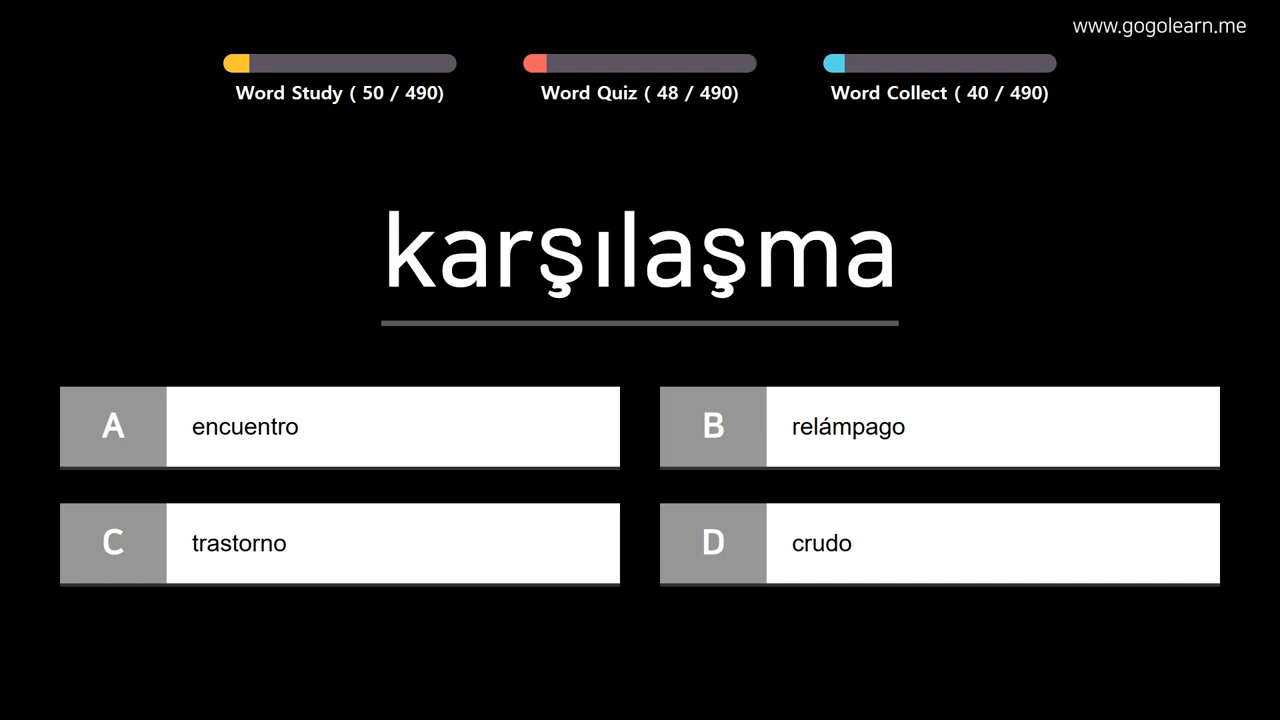 www.gogolearn.me
Word Study ( 50 / 490)
Word Quiz ( 48 / 490)
Word Collect ( 40 / 490)
karşılaşma
A encuentro
B relámpago
C trastorno
D crudo